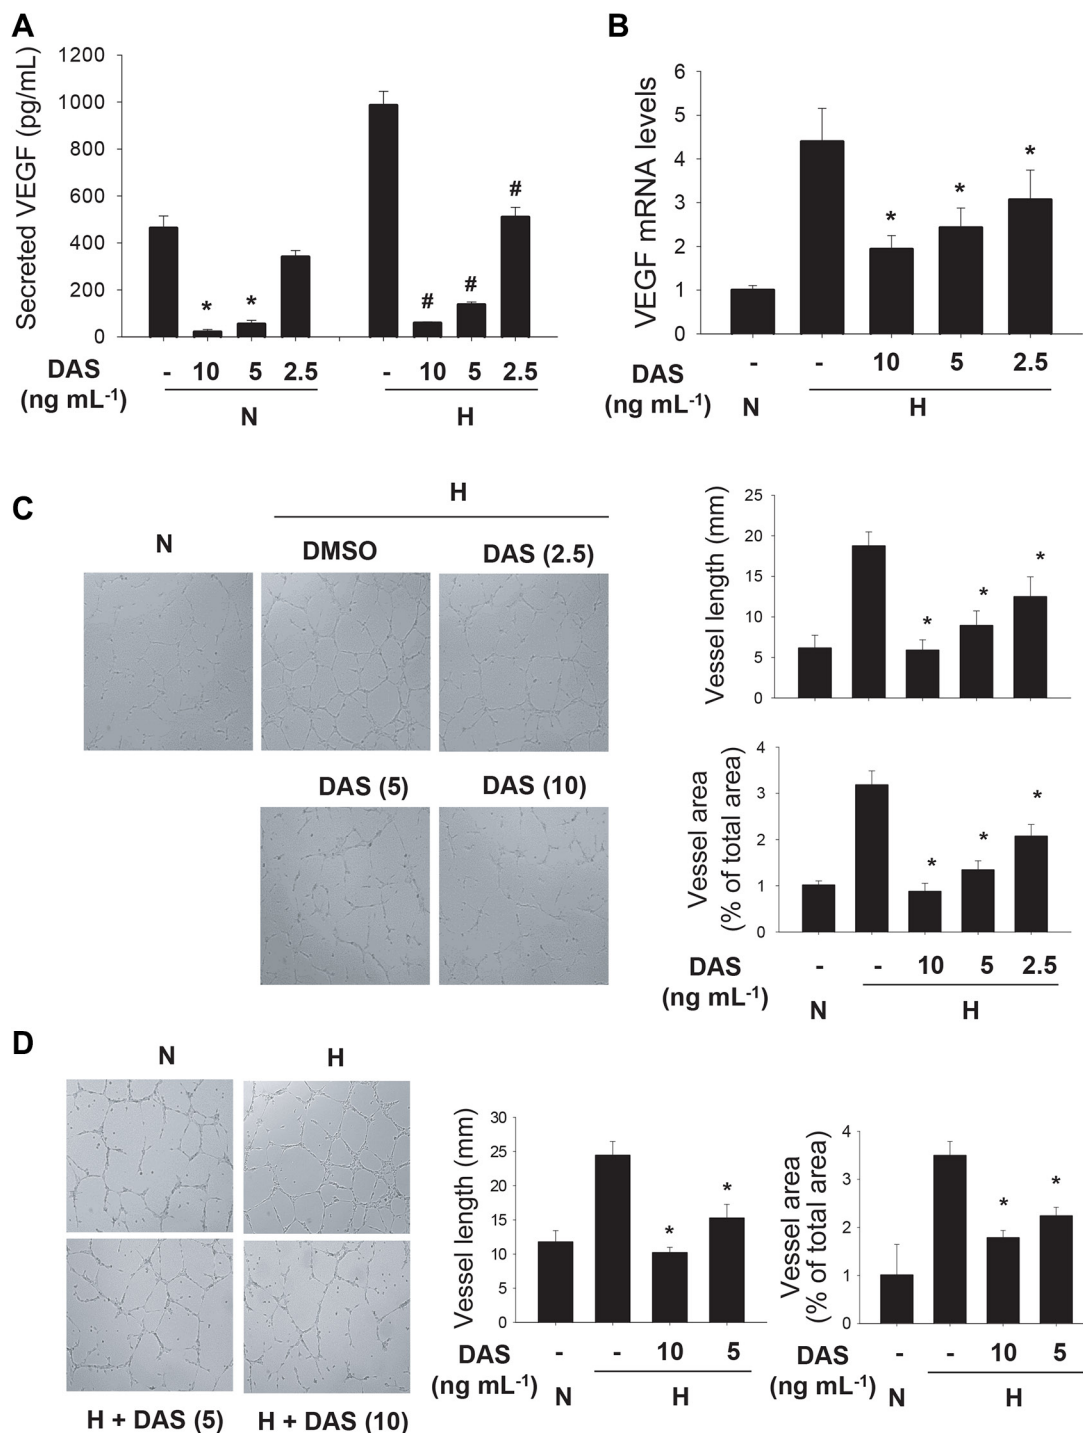 A
Secreted VEGF (pg/mL)
1200
1000
800
600
400
200
0
* * # # #
DAS - 10 5 2.5 - 10 5 2.5
(ng mL-1)
N H
B
VEGF mRNA levels
6
5
4
3
2
1
0
* * *
DAS - - 10 5 2.5
(ng mL-1) N H
C
H
N DMSO DAS (2.5)
DAS (5) DAS (10)
Vessel length (mm)
25
20
15
10
5
0
* * *
Vessel area
(% of total area)
4
3
2
1
0
* * *
DAS - - 10 5 2.5
(ng mL-1) N H
D
N H
H + DAS (5) H + DAS (10)
Vessel length (mm)
30
25
20
15
10
5
0
* *
DAS - - 10 5
(ng mL-1) N H
Vessel area
(% of total area)
4
3
2
1
0
* *
DAS - - 10 5
(ng mL-1) N H